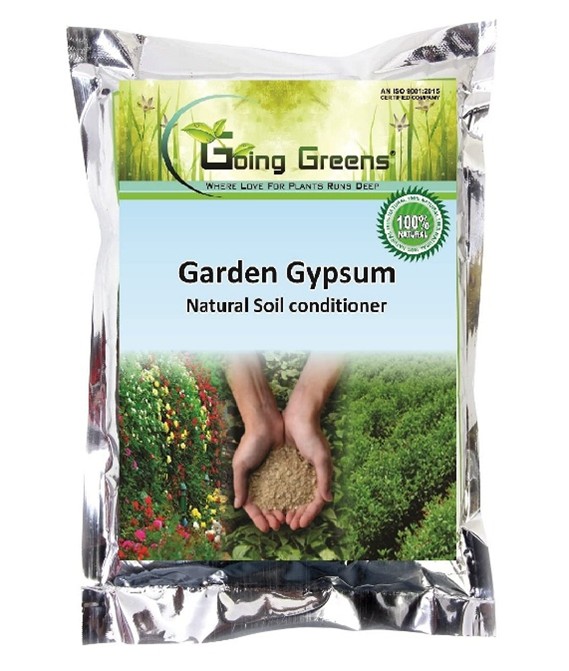 AN ISO 9001:2015
CERTIFIED COMPANY
Going Greens®
WHERE LOVE FOR PLANTS RUNS DEEP
100%
NATURAL
Garden Gypsum
Natural Soil conditioner